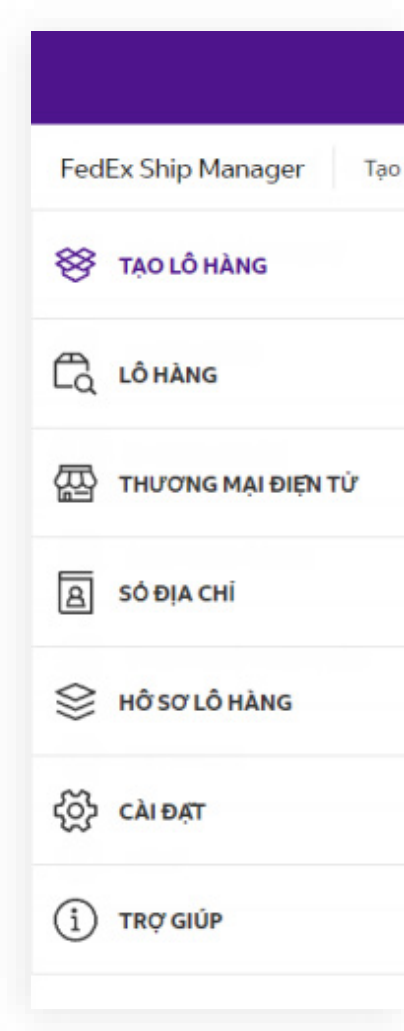 FedEx Ship Manager Tạo
TẠO LÔ HÀNG
LÔ HÀNG
THƯƠNG MẠI ĐIỆN TỬ
SỔ ĐỊA CHỈ
HỒ SƠ LÔ HÀNG
CÀI ĐẶT
TRỢ GIÚP